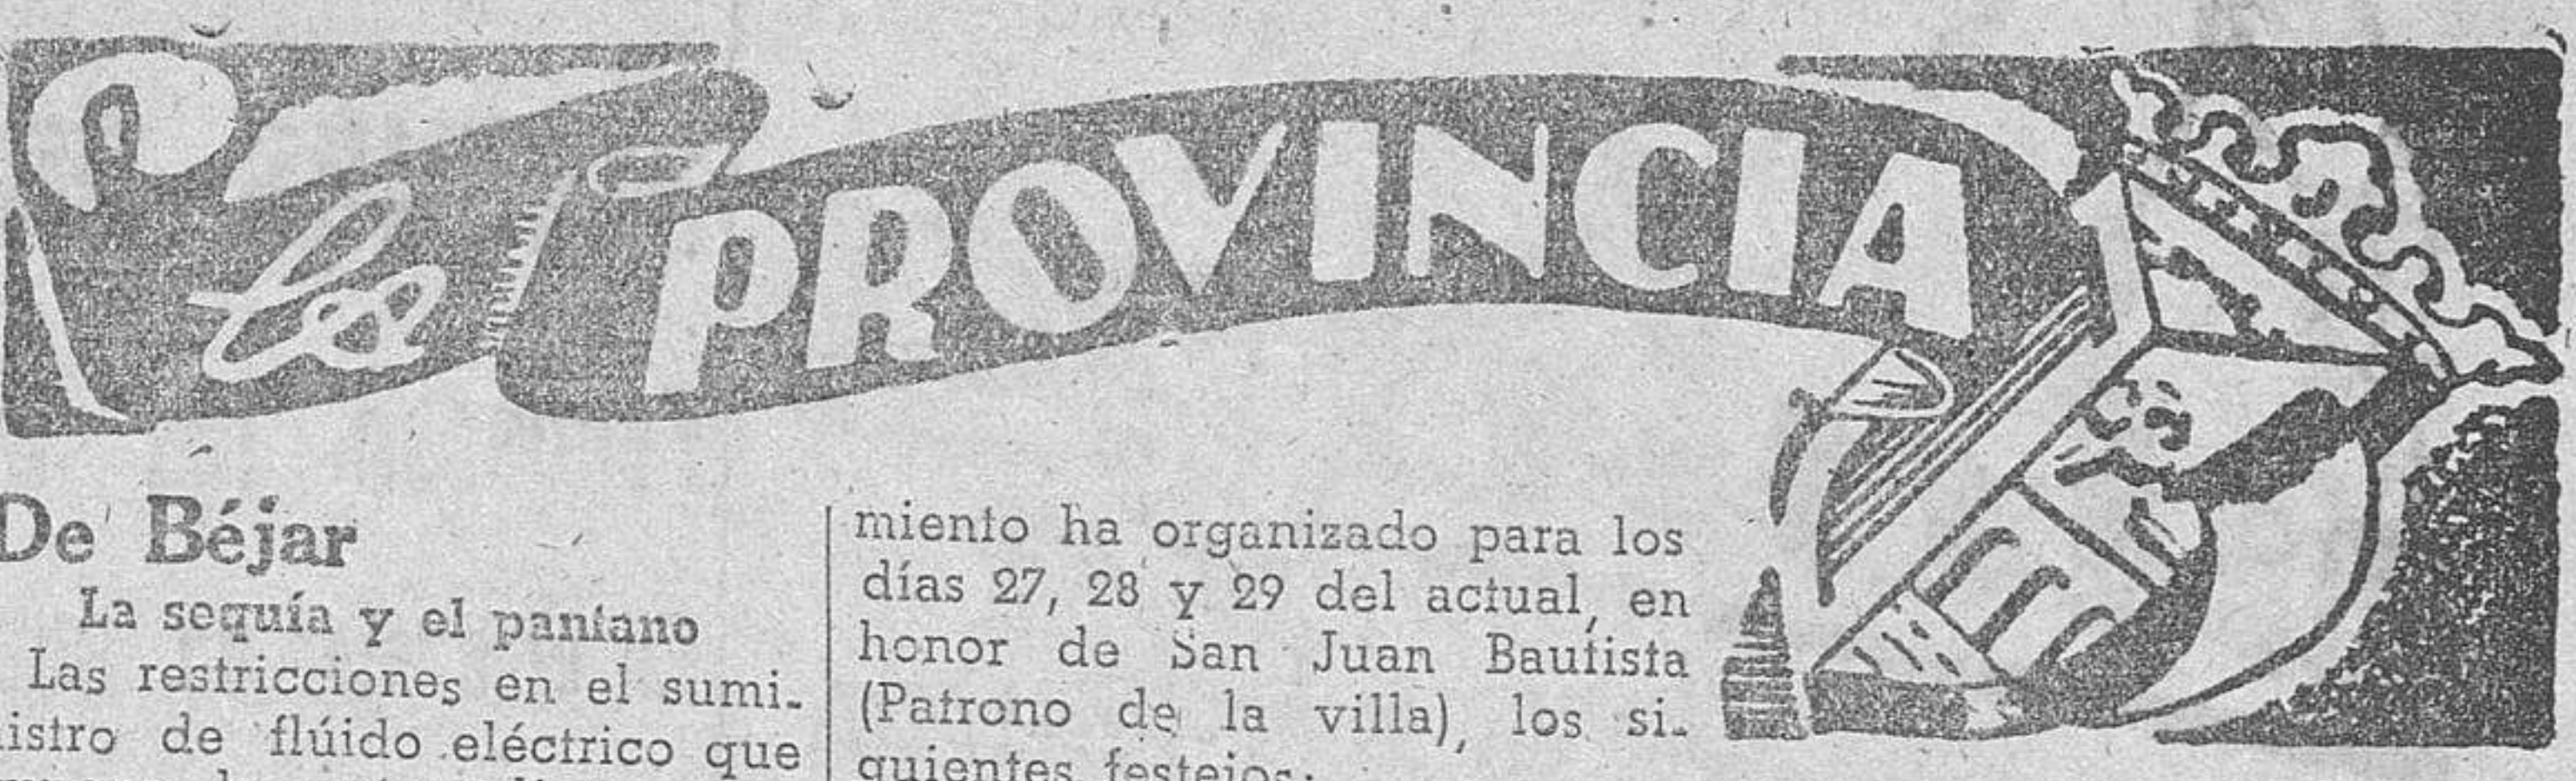 la PROVINCIA
De Béjar
La sequía y el pantano
Las restricciones en el sumi-
istro de flúido eléctrico que
miento ha organizado para los
días 27, 28 y 29 del actual, en
honor de San Juan Bautista
(Patrono de la villa), los si-
guientes festejos: